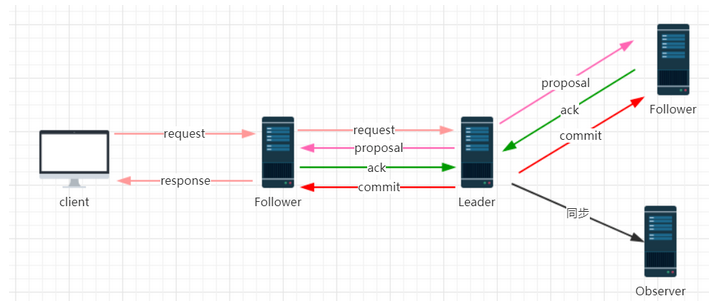 proposal
Follower
ack
request
request
commit
proposal
ack
response
commit
client
Follower
Leader
同步
Observer